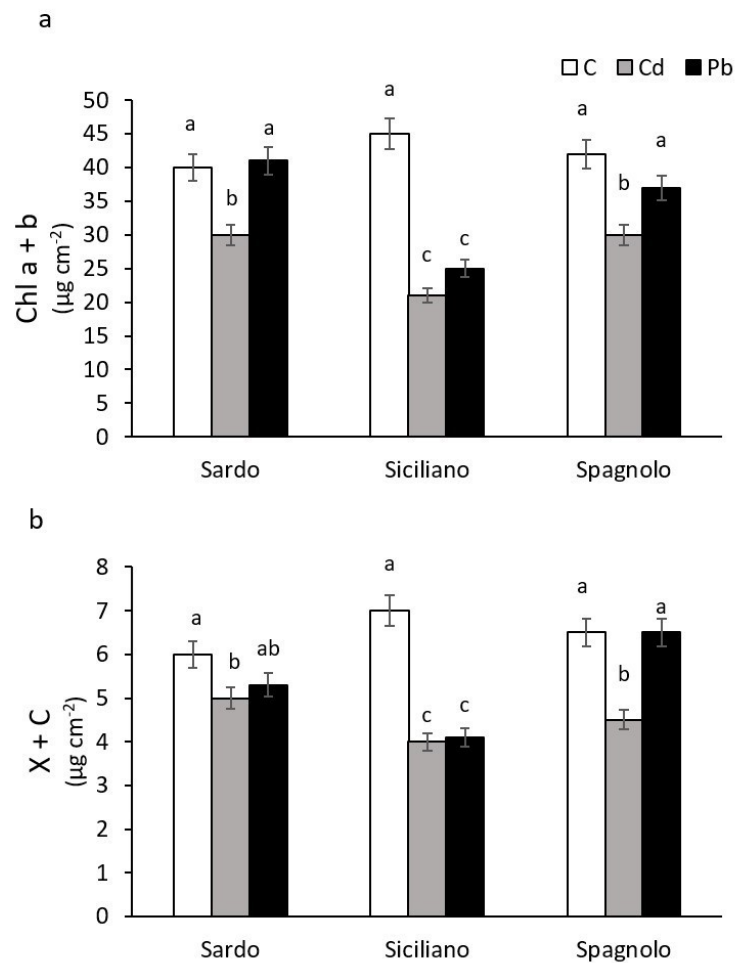 a
C Cd Pb
50
45
40
35
30
25
20
15
10
5
0
Chl a + b
(µg cm-2)
a b a
a c c
a b a
Sardo Siciliano Spagnolo
b
8
7
6
5
4
3
2
1
0
X + C
(µg cm-2)
a b ab
a c c
a b a
Sardo Siciliano Spagnolo